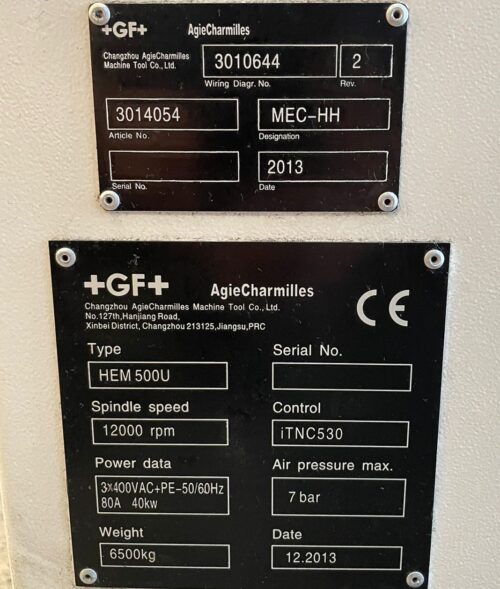 +GF+ AgieCharmilles
Changzhou AgieCharmilles
Machine Tool Co., Ltd.
3010644
2
Wiring Diagr. No.
Rev.
3014054
MEC-HH
Article No.
Designation
2013
Serial No.
Date
+GF+ AgieCharmilles
Changzhou AgieCharmilles Machine Tool Co., Ltd.
No.127th,Hanjiang Road,
Xinbei District, Changzhou 213125,Jiangsu,PRC
CE
Type
HEM 500U
Serial No.
Spindle speed
12000 rpm
Control
iTNC530
Power data
3x400VAC+PE-50/60Hz
80A 40kw
Air pressure max.
7 bar
Weight
6500kg
Date
12.2013